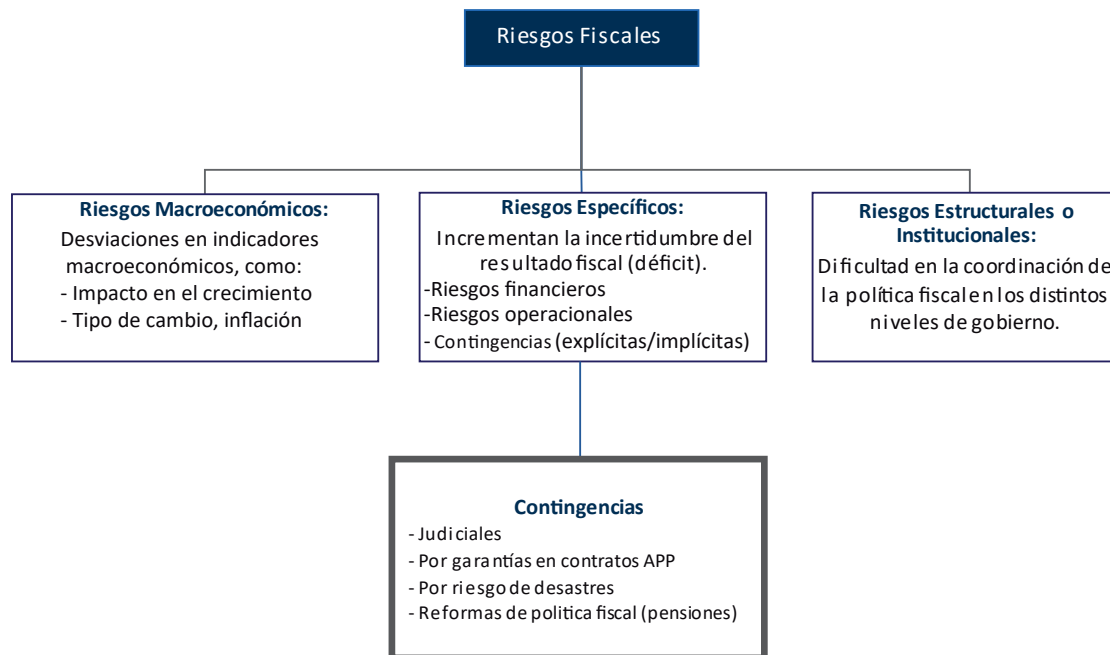 Riesgos Fiscales
Riesgos Macroeconómicos:
Desviaciones en indicadores
macroeconómicos, como:
- Impacto en el crecimiento
- Tipo de cambio, inflación
Riesgos Específicos:
Incrementan la incertidumbre del
resultado fiscal (déficit).
-Riesgos financieros
-Riesgos operacionales
- Contingencias (explícitas/implícitas)
Riesgos Estructurales o
Institucionales:
Dificultad en la coordinación de
la política fiscal en los distintos
niveles de gobierno.
Contingencias
- Judiciales
- Por garantías en contratos APP
- Por riesgo de desastres
- Reformas de politica fiscal (pensiones)